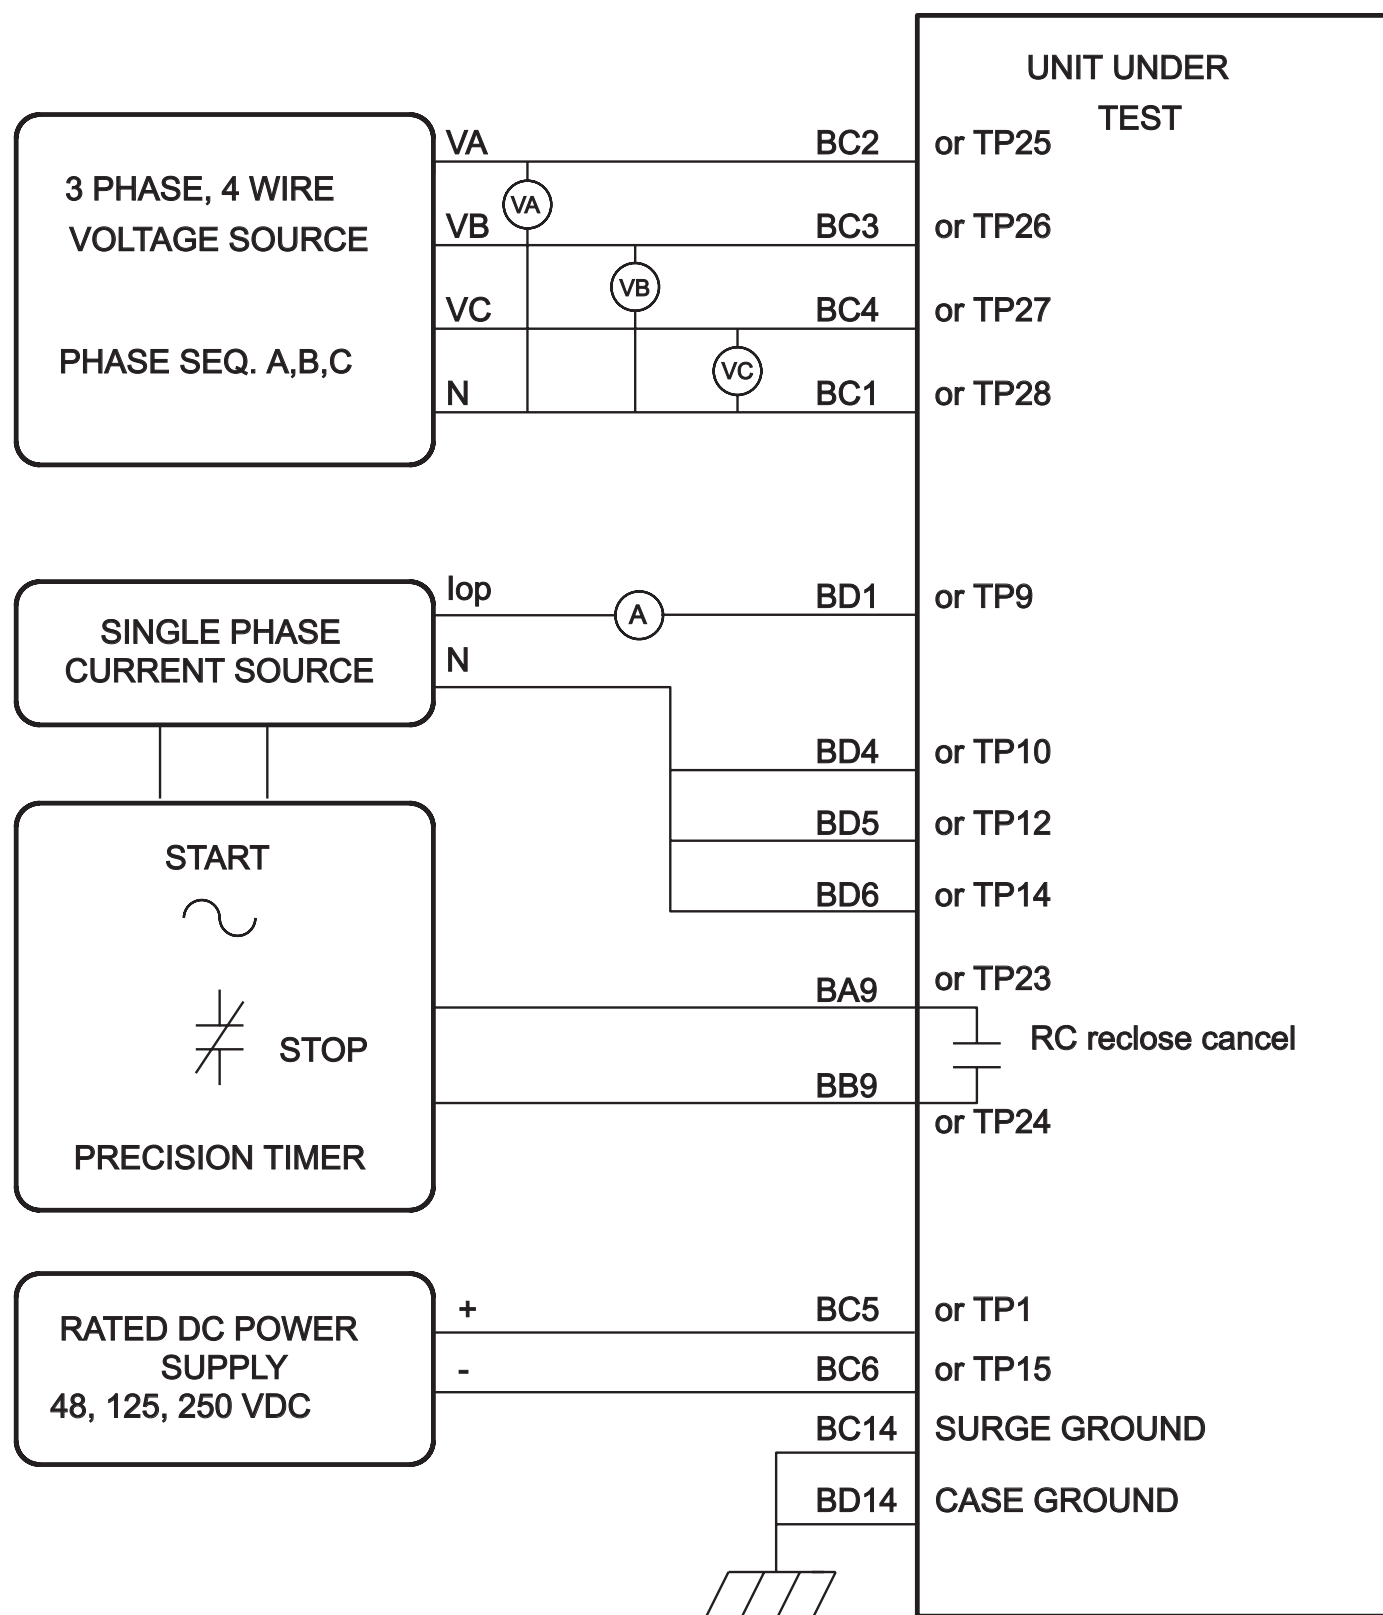 UNIT UNDER
TEST
3 PHASE, 4 WIRE
VOLTAGE SOURCE
PHASE SEQ. A,B,C
VA
BC2
or TP25
VA
VB
BC3
or TP26
VB
VC
BC4
or TP27
VC
N
BC1
or TP28
SINGLE PHASE
CURRENT SOURCE
Iop
A
BD1
or TP9
N
BD4
or TP10
BD5
or TP12
BD6
or TP14
START
STOP
PRECISION TIMER
BA9
or TP23
RC reclose cancel
BB9
or TP24
RATED DC POWER
SUPPLY
48, 125, 250 VDC
+
BC5
or TP1
-
BC6
or TP15
BC14
SURGE GROUND
BD14
CASE GROUND